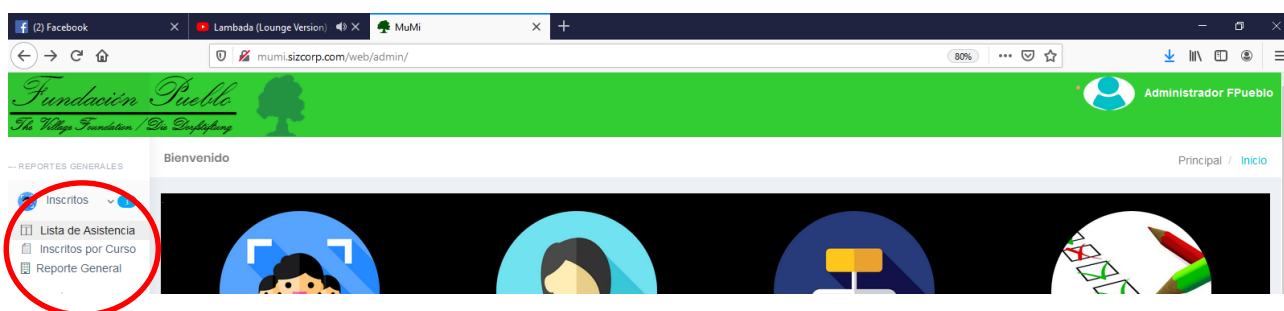 (2) Facebook
Lambada (Lounge Version)
MuMi
mumi.sizcorp.com/web/admin/
80%
Fundación Pueblo
The Village Foundation / Die Dorfstiftung
Administrador FPueblo
--- REPORTES GENERALES
Bienvenido
Principal / Inicio
Inscritos
Lista de Asistencia
Inscritos por Curso
Reporte General